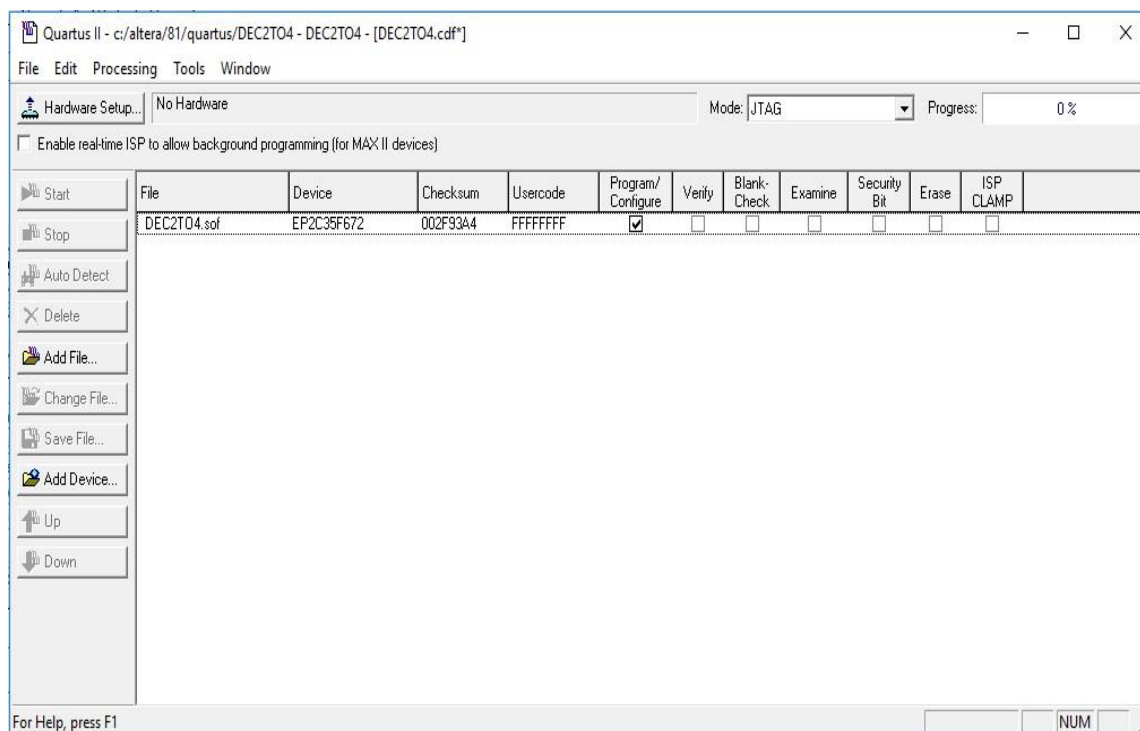 Quartus II - c:/altera/81/quartus/DEC2TO4 - DEC2TO4 - [DEC2TO4.cdf*]
File Edit Processing Tools Window
Hardware Setup... No Hardware Mode: JTAG Progress: 0 %
Enable real-time ISP to allow background programming (for MAX II devices)
Start
Stop
Auto Detect
Delete
Add File...
Change File...
Save File...
Add Device...
Up
Down
File Device Checksum Usercode Program/ Configure Verify Blank- Check Examine Security Bit Erase ISP CLAMP
DEC2TO4.sof EP2C35F672 002F93A4 FFFFFFFF
For Help, press F1 NUM